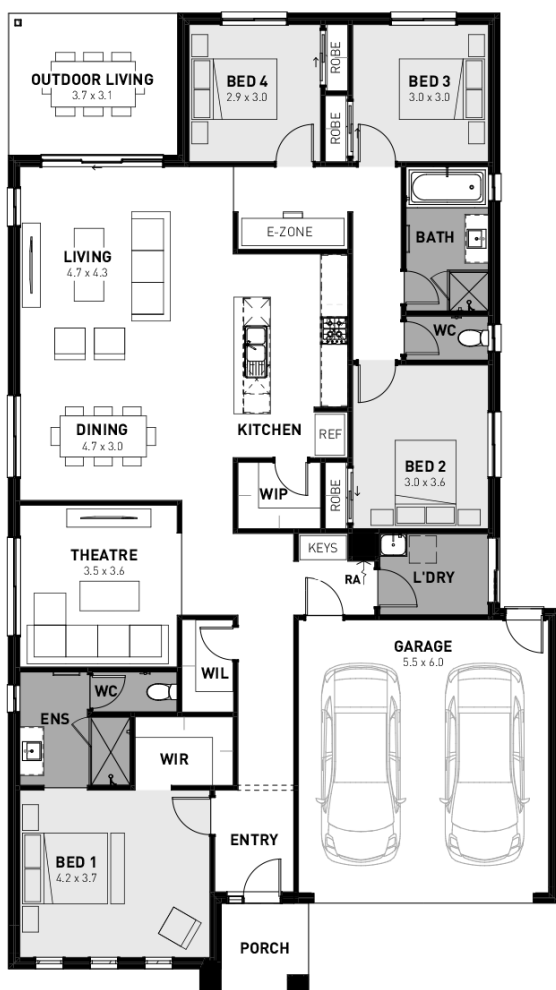 OUTDOOR LIVING
3.7 x 3.1
BED 4
2.9 x 3.0
ROBE
ROBE
BED 3
3.0 x 3.0
E-ZONE
BATH
LIVING
4.7 x 4.3
WC
DINING
4.7 x 3.0
KITCHEN
REF
BED 2
3.0 x 3.6
WIP
ROBE
THEATRE
3.5 x 3.6
KEYS
RA
L'DRY
GARAGE
5.5 x 6.0
WIL
WC
ENS
WIR
BED 1
4.2 x 3.7
ENTRY
PORCH